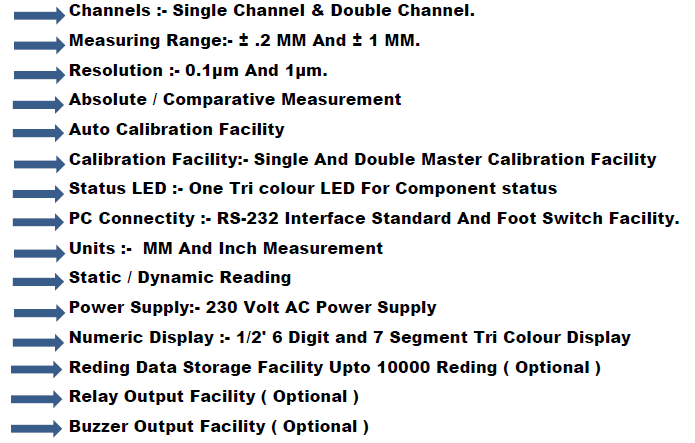 Channels :- Single Channel & Double Channel.
Measuring Range:- ± .2 MM And ± 1 MM.
Resolution :- 0.1µm And 1µm.
Absolute / Comparative Measurement
Auto Calibration Facility
Calibration Facility:- Single And Double Master Calibration Facility
Status LED :- One Tri colour LED For Component status
PC Connectity :- RS-232 Interface Standard And Foot Switch Facility.
Units :-  MM And Inch Measurement
Static / Dynamic Reading
Power Supply:- 230 Volt AC Power Supply
Numeric Display :- 1/2' 6 Digit and 7 Segment Tri Colour Display
Reding Data Storage Facility Upto 10000 Reding ( Optional )
Relay Output Facility ( Optional )
Buzzer Output Facility ( Optional )